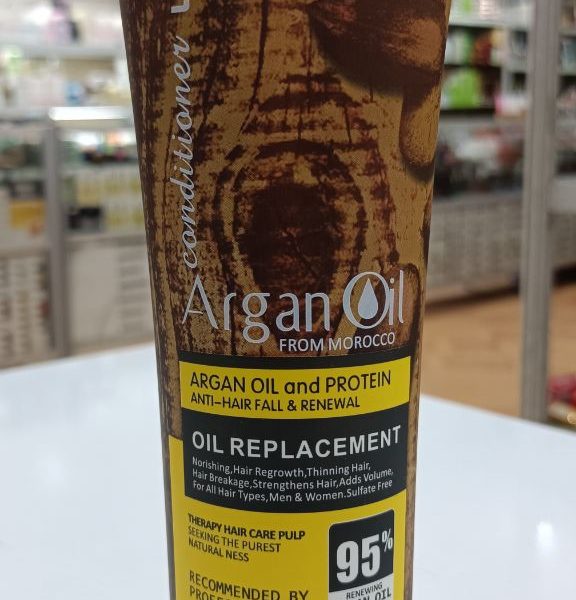 conditioner
Argan Oil
FROM MOROCCO
ARGAN OIL and PROTEIN
ANTI-HAIR FALL & RENEWAL
OIL REPLACEMENT
Norishing,Hair Regrowth,Thinning Hair,
Hair Breakage,Strengthens Hair,Adds Volume,
For All Hair Types,Men & Women.Sulfate Free
THERAPY HAIR CARE PULP
SEEKING THE PUREST
NATURAL NESS
95%
RENEWING
OIL
RECOMMENDED BY